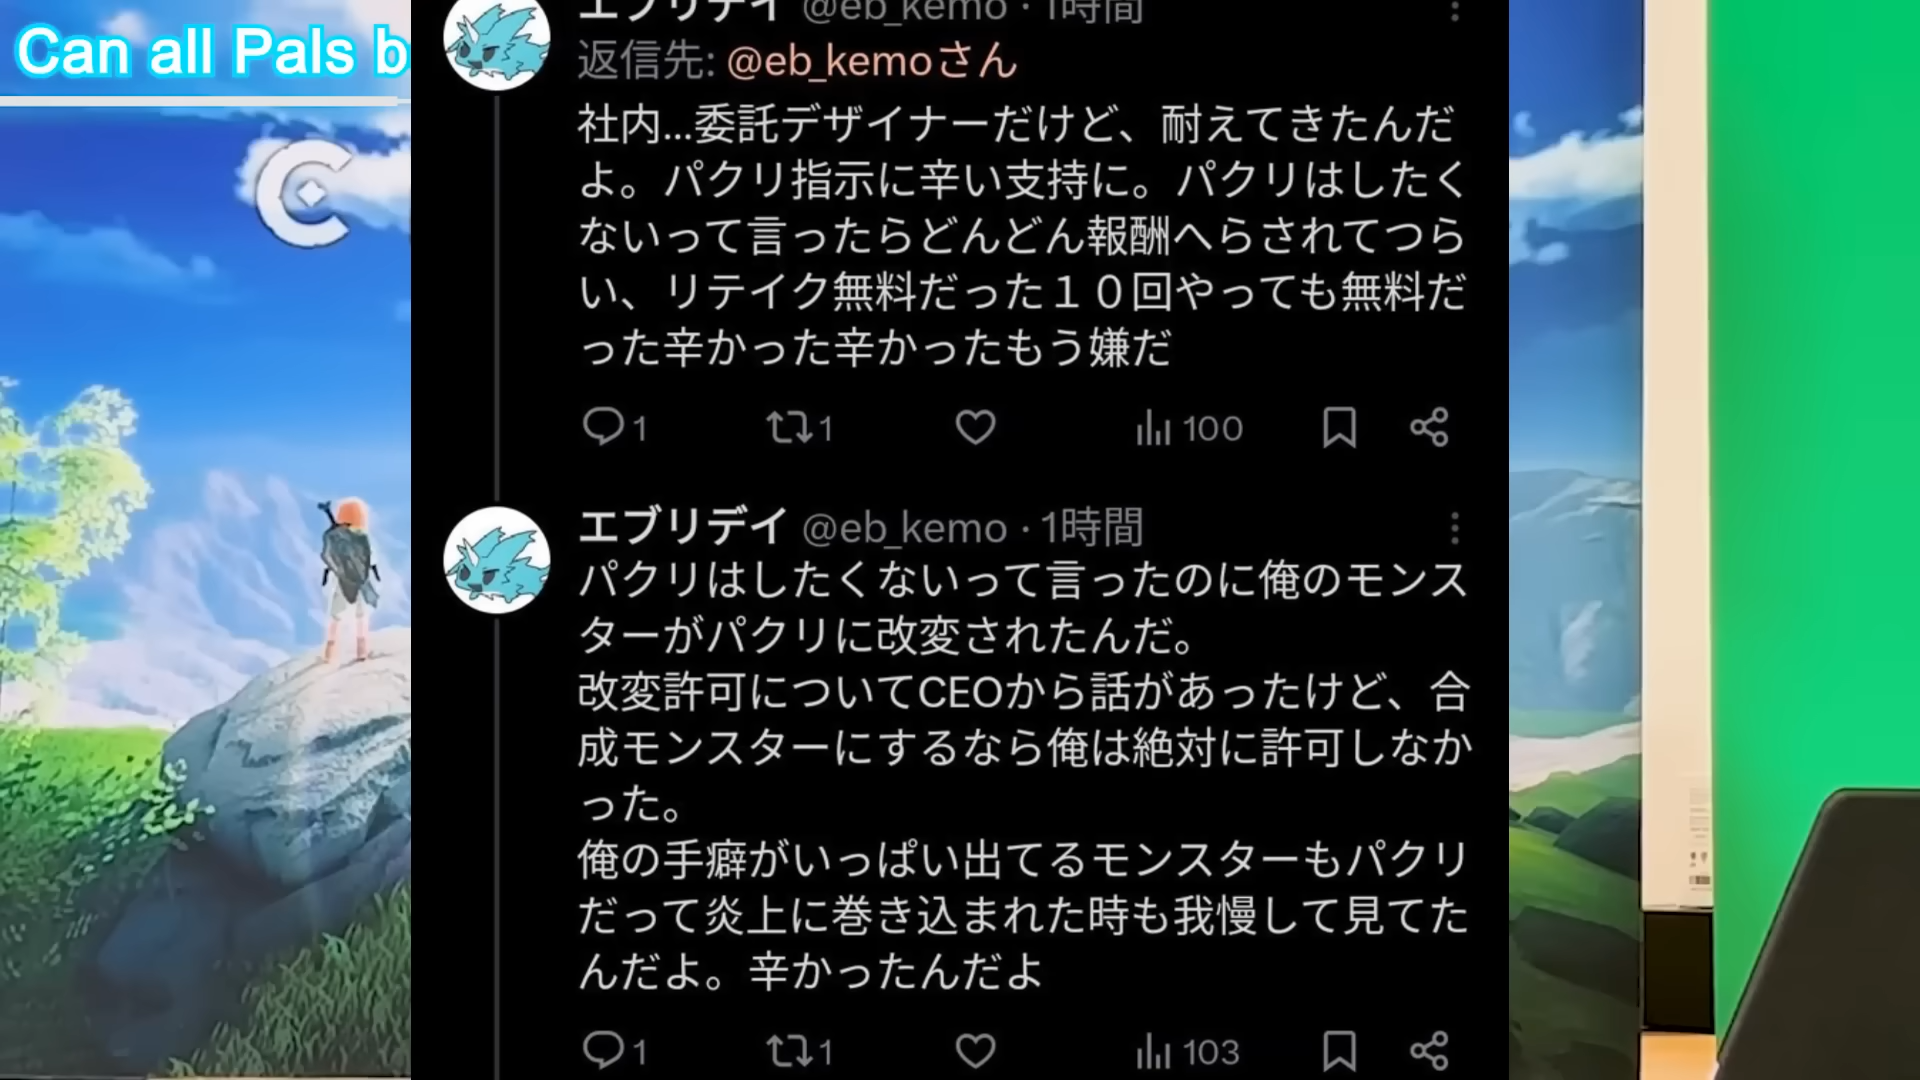 Can all Pals b
エブリデイ @eb_kemo · 1時間
返信先: @eb_kemoさん
社内...委託デザイナーだけど、耐えてきたんだ
よ。パクリ指示に辛い支持に。パクリはしたく
ないって言ったらどんどん報酬へらされてつら
い、リテイク無料だった１０回やっても無料だ
った辛かった辛かったもう嫌だ
1 1 100
エブリデイ @eb_kemo · 1時間
パクリはしたくないって言ったのに俺のモンス
ターがパクリに改変されたんだ。
改変許可についてCEOから話があったけど、合
成モンスターにするなら俺は絶対に許可しなか
った。
俺の手癖がいっぱい出てるモンスターもパクリ
だって炎上に巻き込まれた時も我慢して見てた
んだよ。辛かったんだよ
1 1 103